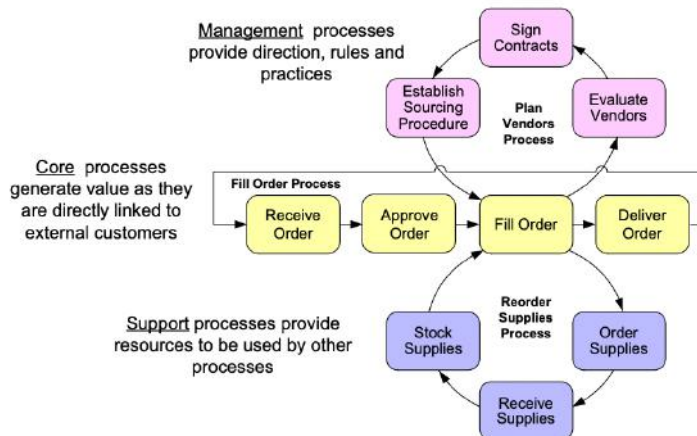 Management processes
provide direction, rules and
practices
Sign
Contracts
Establish
Sourcing
Procedure
Plan
Vendors
Process
Evaluate
Vendors
Core processes
generate value as they
are directly linked to
external customers
Fill Order Process
Receive
Order
Approve
Order
Fill Order
Deliver
Order
Support processes provide
resources to be used by other
processes
Stock
Supplies
Reorder
Supplies
Process
Order
Supplies
Receive
Supplies